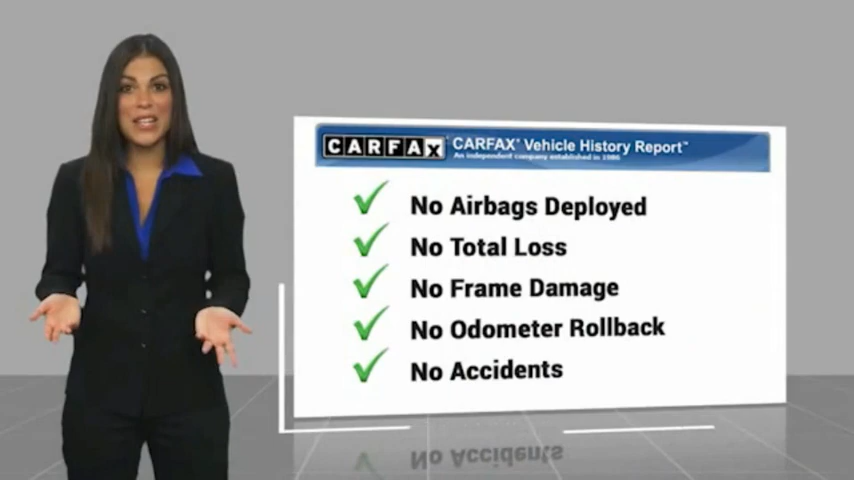 CARFAX
CARFAX® Vehicle History Report™
An independent company established in 1986
No Airbags Deployed
No Total Loss
No Frame Damage
No Odometer Rollback
No Accidents
No Accidents